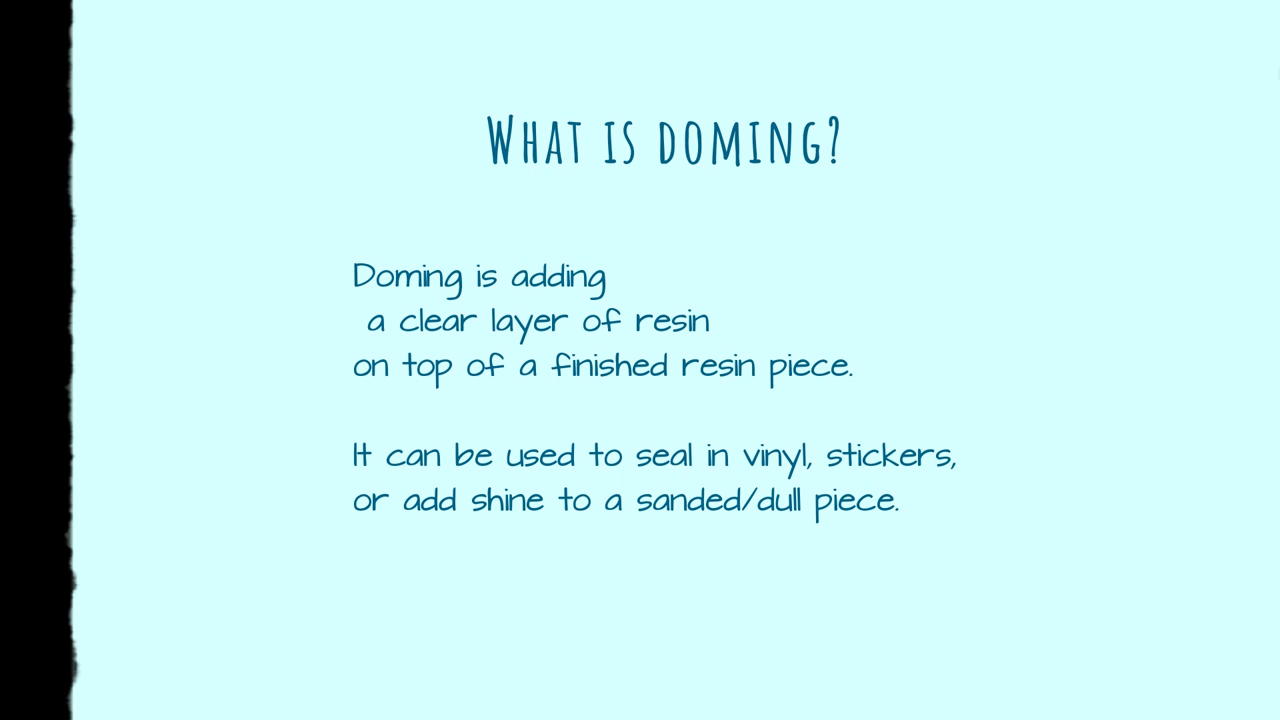 What is doming?
Doming is adding
a clear layer of resin
on top of a finished resin piece.
It can be used to seal in vinyl, stickers,
or add shine to a sanded/dull piece.